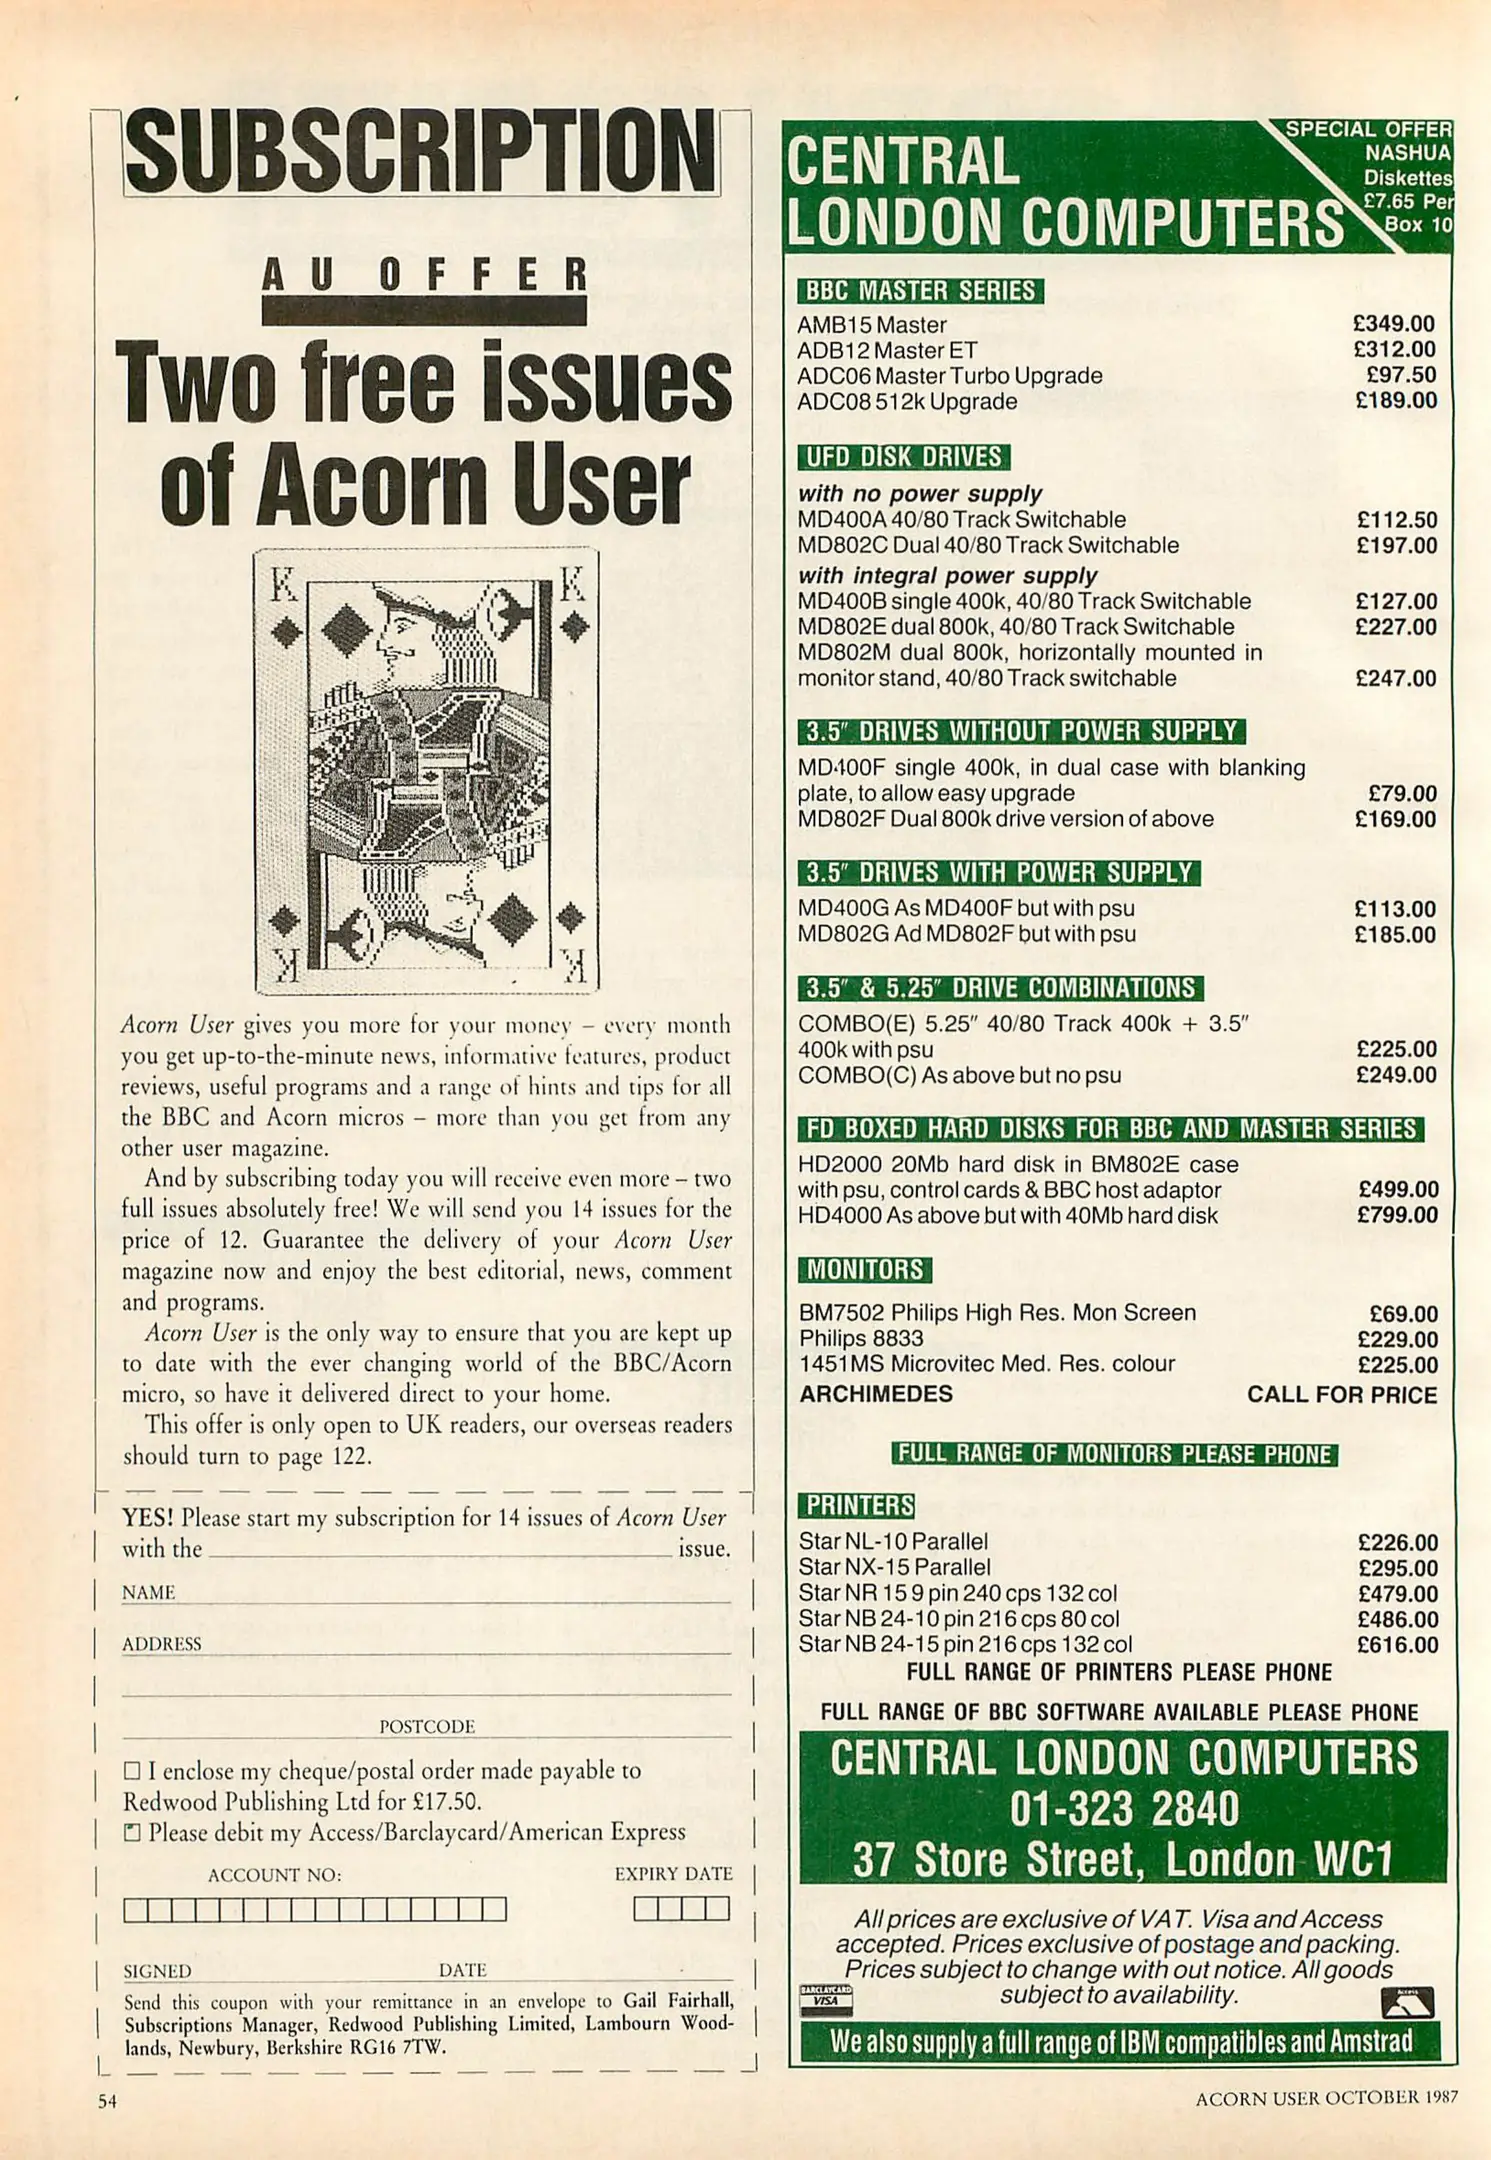 SUBSCRIPTION
AU OFFER
Two free issues
of Acorn User
K
K
K
K
Acorn User gives you more for your money – every month
you get up-to-the-minute news, informative features, product
reviews, useful programs and a range of hints and tips for all
the BBC and Acorn micros – more than you get from any
other user magazine.
And by subscribing today you will receive even more – two
full issues absolutely free! We will send you 14 issues for the
price of 12. Guarantee the delivery of your Acorn User
magazine now and enjoy the best editorial, news, comment
and programs.
Acorn User is the only way to ensure that you are kept up
to date with the ever changing world of the BBC/Acorn
micro, so have it delivered direct to your home.
This offer is only open to UK readers, our overseas readers
should turn to page 122.
YES! Please start my subscription for 14 issues of Acorn User
with the issue.
NAME
ADDRESS
POSTCODE
I enclose my cheque/postal order made payable to
Redwood Publishing Ltd for £17.50.
Please debit my Access/Barclaycard/American Express
ACCOUNT NO: EXPIRY DATE
SIGNED DATE
Send this coupon with your remittance in an envelope to Gail Fairhall,
Subscriptions Manager, Redwood Publishing Limited, Lambourn Wood-
lands, Newbury, Berkshire RG16 7TW.
54
CENTRAL
LONDON COMPUTERS
SPECIAL OFFER
NASHUA
Diskettes
£7.65 Per
Box 10
BBC MASTER SERIES
AMB15 Master £349.00
ADB12 Master ET £312.00
ADC06 Master Turbo Upgrade £97.50
ADC08 512k Upgrade £189.00
UFD DISK DRIVES
with no power supply
MD400A 40/80 Track Switchable £112.50
MD802C Dual 40/80 Track Switchable £197.00
with integral power supply
MD400B single 400k, 40/80 Track Switchable £127.00
MD802E dual 800k, 40/80 Track Switchable £227.00
MD802M dual 800k, horizontally mounted in
monitor stand, 40/80 Track switchable £247.00
3.5" DRIVES WITHOUT POWER SUPPLY
MD400F single 400k, in dual case with blanking
plate, to allow easy upgrade £79.00
MD802F Dual 800k drive version of above £169.00
3.5" DRIVES WITH POWER SUPPLY
MD400G As MD400F but with psu £113.00
MD802G Ad MD802F but with psu £185.00
3.5" & 5.25" DRIVE COMBINATIONS
COMBO(E) 5.25" 40/80 Track 400k + 3.5"
400k with psu £225.00
COMBO(C) As above but no psu £249.00
FD BOXED HARD DISKS FOR BBC AND MASTER SERIES
HD2000 20Mb hard disk in BM802E case
with psu, control cards & BBC host adaptor £499.00
HD4000 As above but with 40Mb hard disk £799.00
MONITORS
BM7502 Philips High Res. Mon Screen £69.00
Philips 8833 £229.00
1451MS Microvitec Med. Res. colour £225.00
ARCHIMEDES CALL FOR PRICE
FULL RANGE OF MONITORS PLEASE PHONE
PRINTERS
Star NL-10 Parallel £226.00
Star NX-15 Parallel £295.00
Star NR 15 9 pin 240 cps 132 col £479.00
Star NB 24-10 pin 216 cps 80 col £486.00
Star NB 24-15 pin 216 cps 132 col £616.00
FULL RANGE OF PRINTERS PLEASE PHONE
FULL RANGE OF BBC SOFTWARE AVAILABLE PLEASE PHONE
CENTRAL LONDON COMPUTERS
01-323 2840
37 Store Street, London WC1
All prices are exclusive of VAT. Visa and Access
accepted. Prices exclusive of postage and packing.
Prices subject to change with out notice. All goods
subject to availability.
BARCLAYCARD
VISA
Access
We also supply a full range of IBM compatibles and Amstrad
ACORN USER OCTOBER 1987